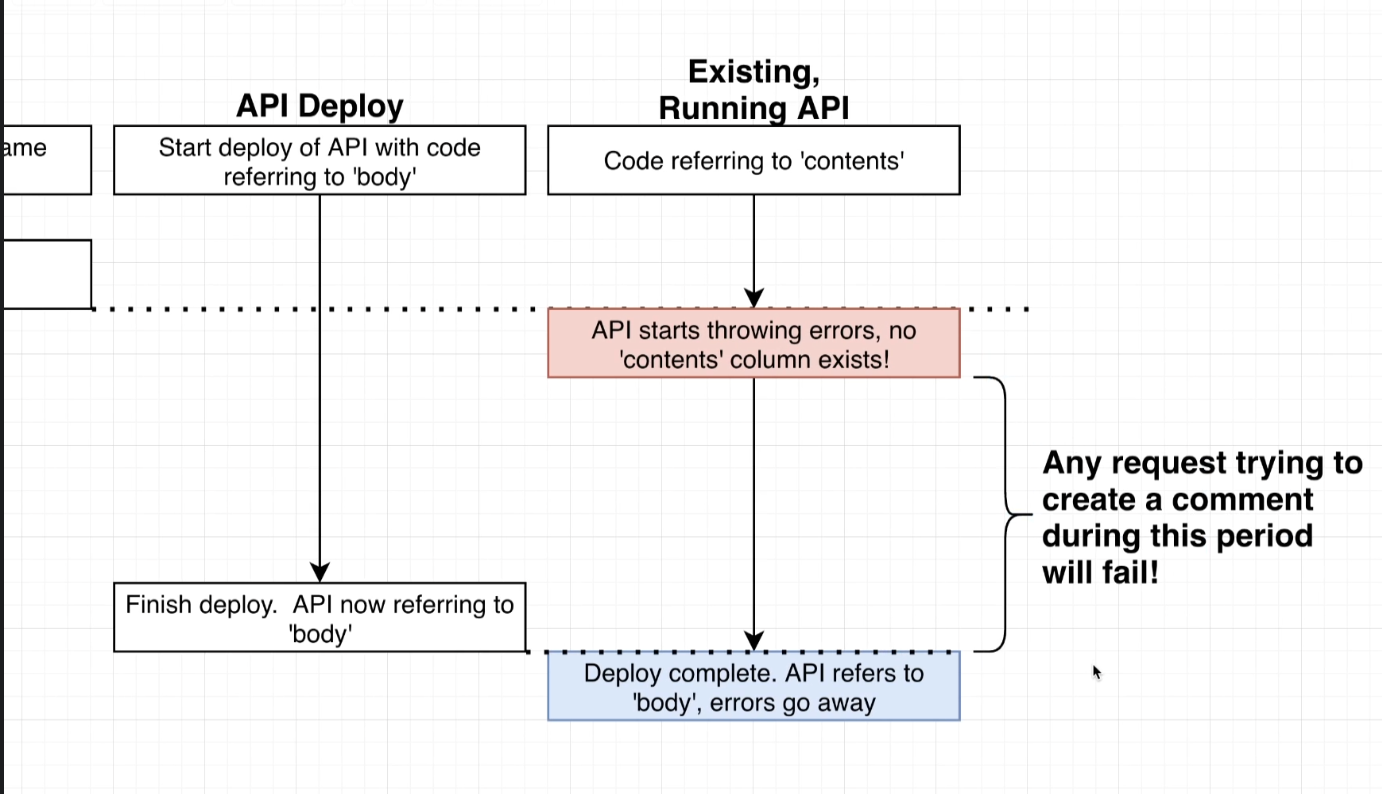 API Deploy
Existing,
Running API
ame
Start deploy of API with code
referring to 'body'
Code referring to 'contents'
API starts throwing errors, no
'contents' column exists!
Any request trying to
create a comment
during this period
will fail!
Finish deploy.  API now referring to
'body'
Deploy complete. API refers to
'body', errors go away